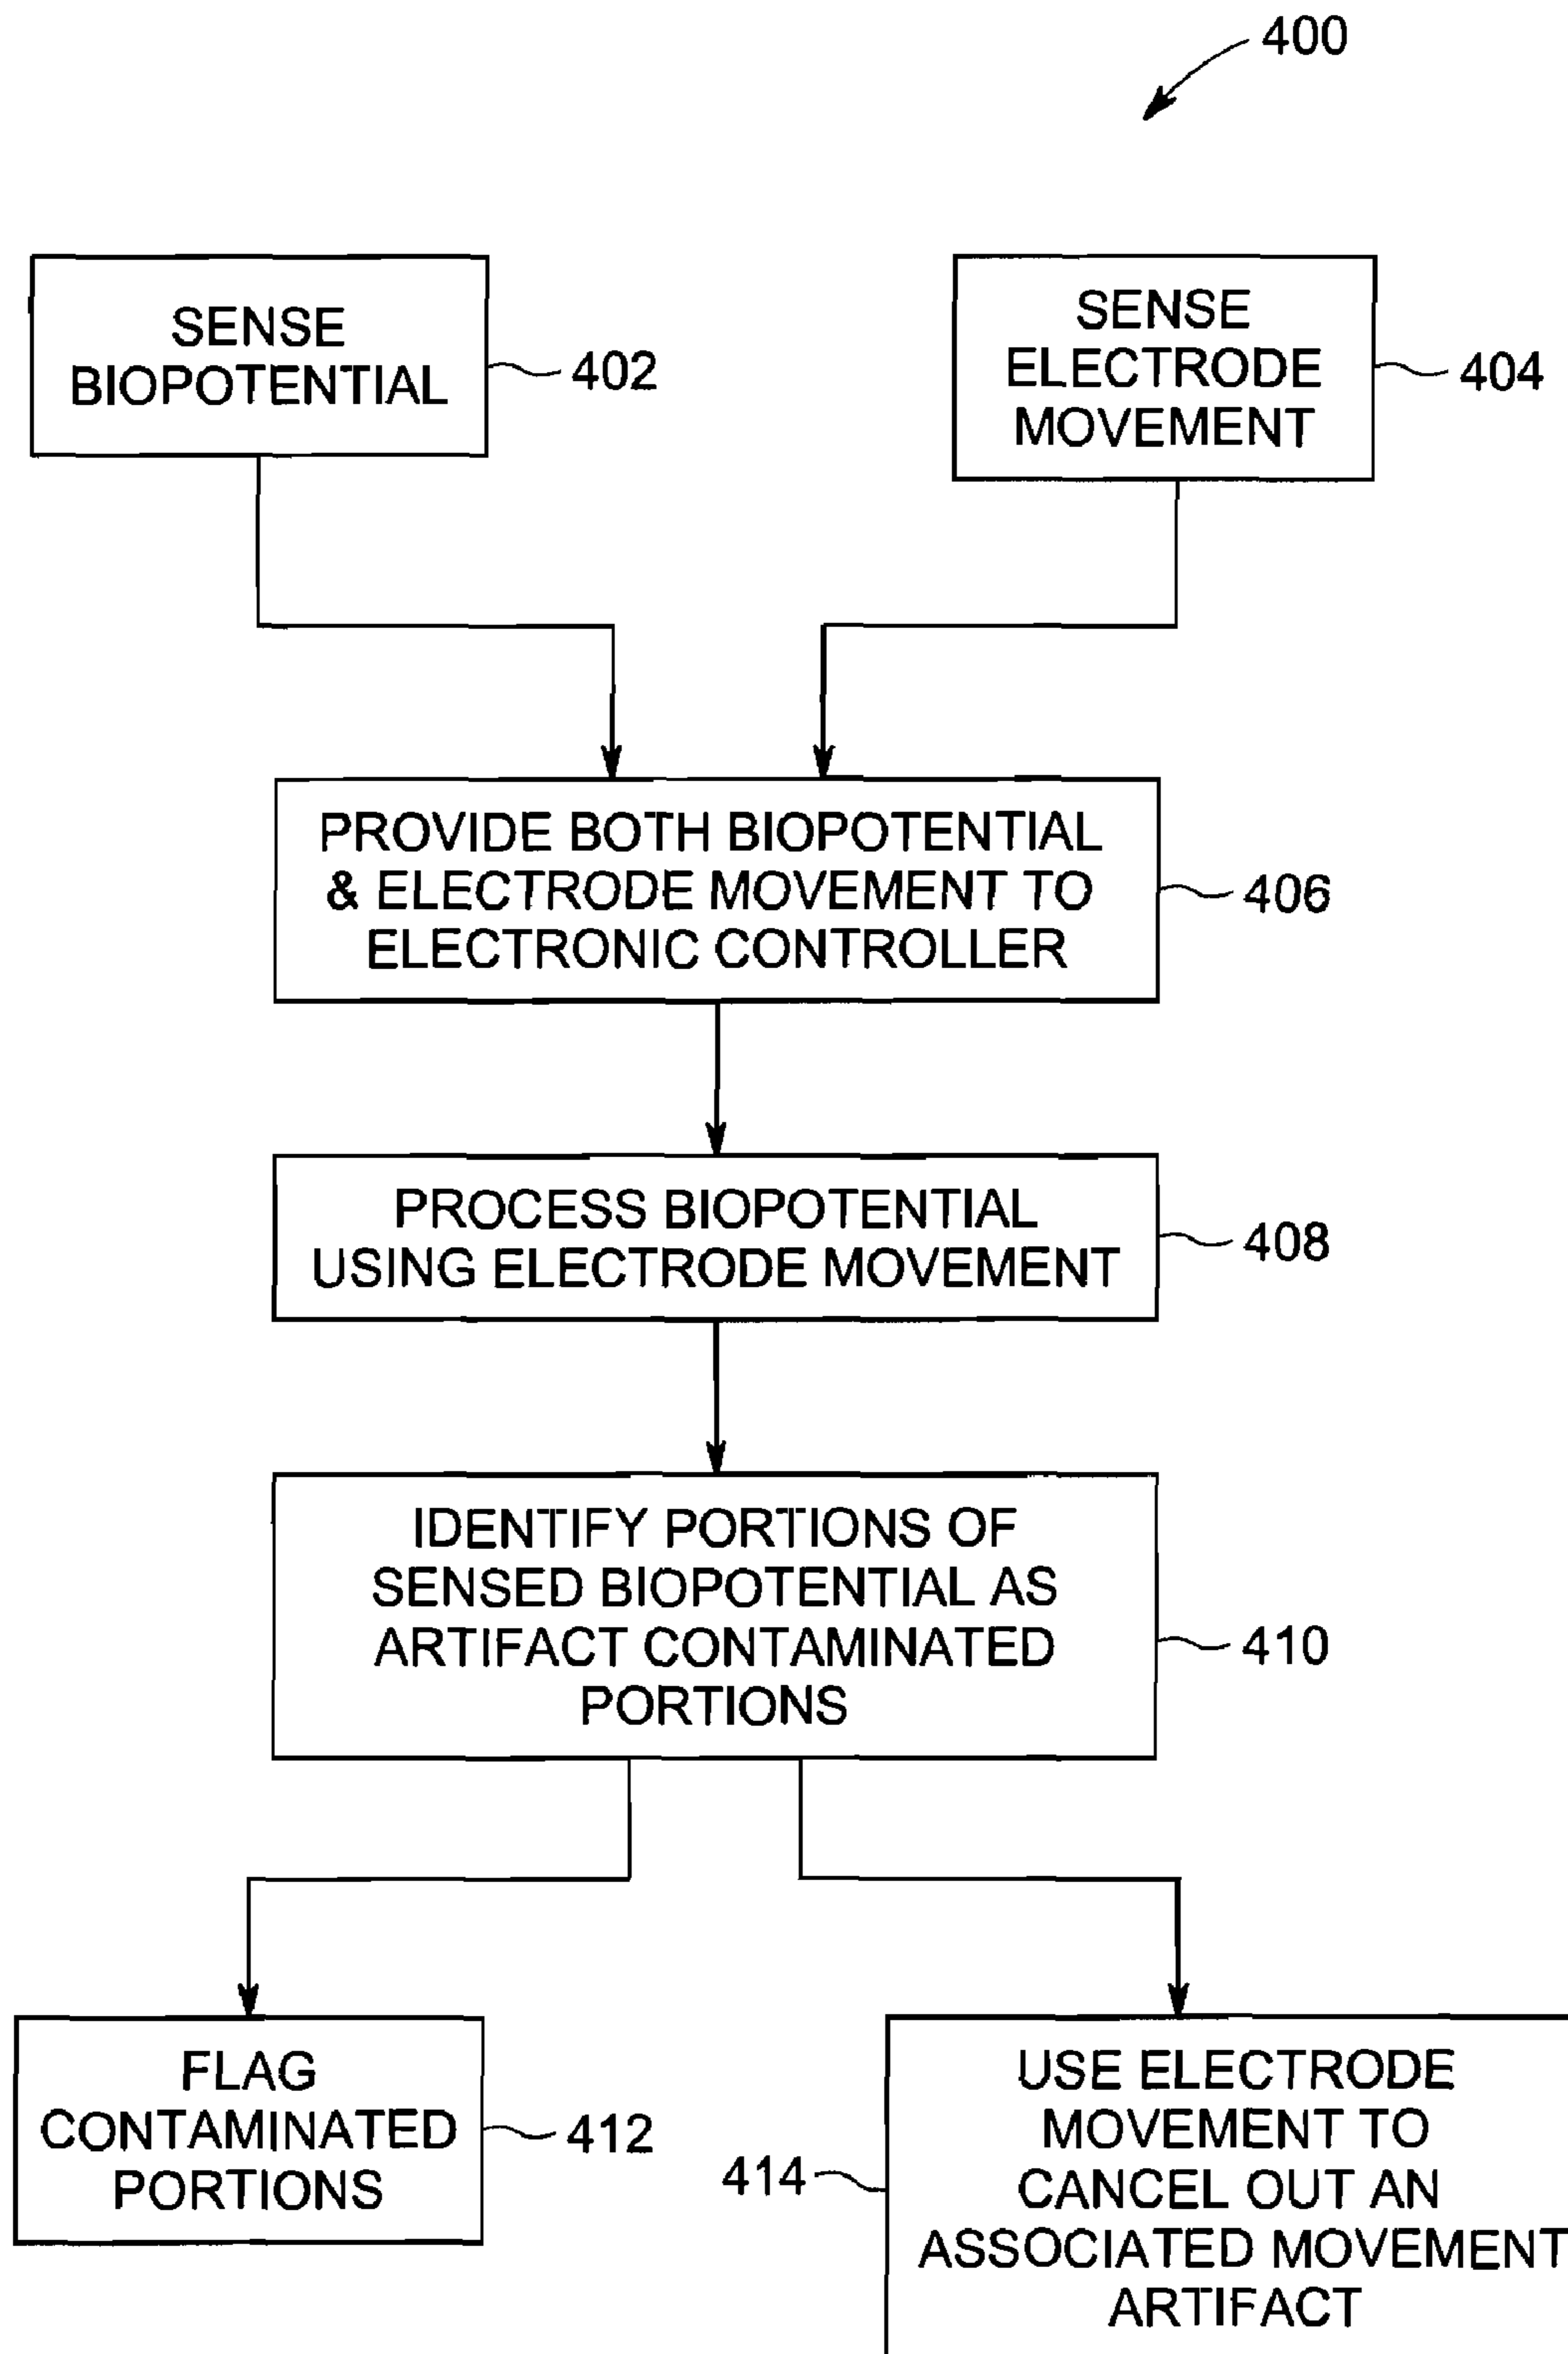 400
SENSE
BIOPOTENTIAL
402
SENSE
ELECTRODE
MOVEMENT
404
PROVIDE BOTH BIOPOTENTIAL
& ELECTRODE MOVEMENT TO
ELECTRONIC CONTROLLER
406
PROCESS BIOPOTENTIAL
USING ELECTRODE MOVEMENT
408
IDENTIFY PORTIONS OF
SENSED BIOPOTENTIAL AS
ARTIFACT CONTAMINATED
PORTIONS
410
FLAG
CONTAMINATED
PORTIONS
412
414
USE ELECTRODE
MOVEMENT TO
CANCEL OUT AN
ASSOCIATED MOVEMENT
ARTIFACT